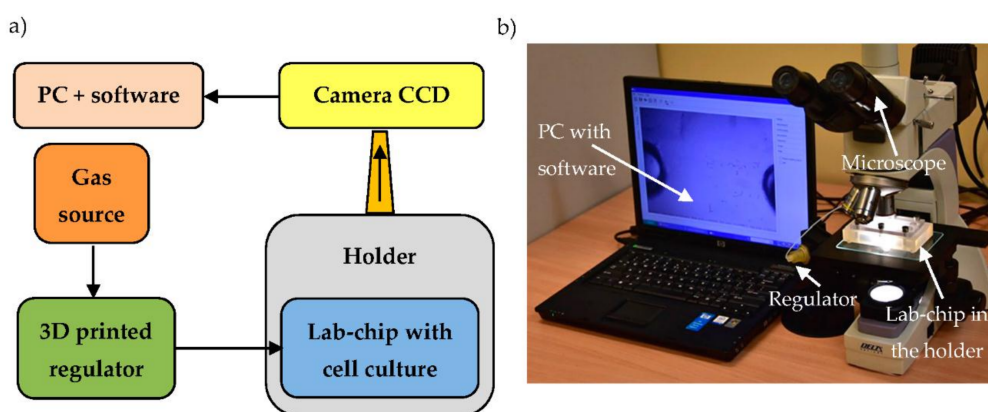 a)
PC + software
Camera CCD
Gas
source
Holder
3D printed
regulator
Lab-chip with
cell culture
b)
PC with
software
Microscope
Regulator
Lab-chip in
the holder
hp